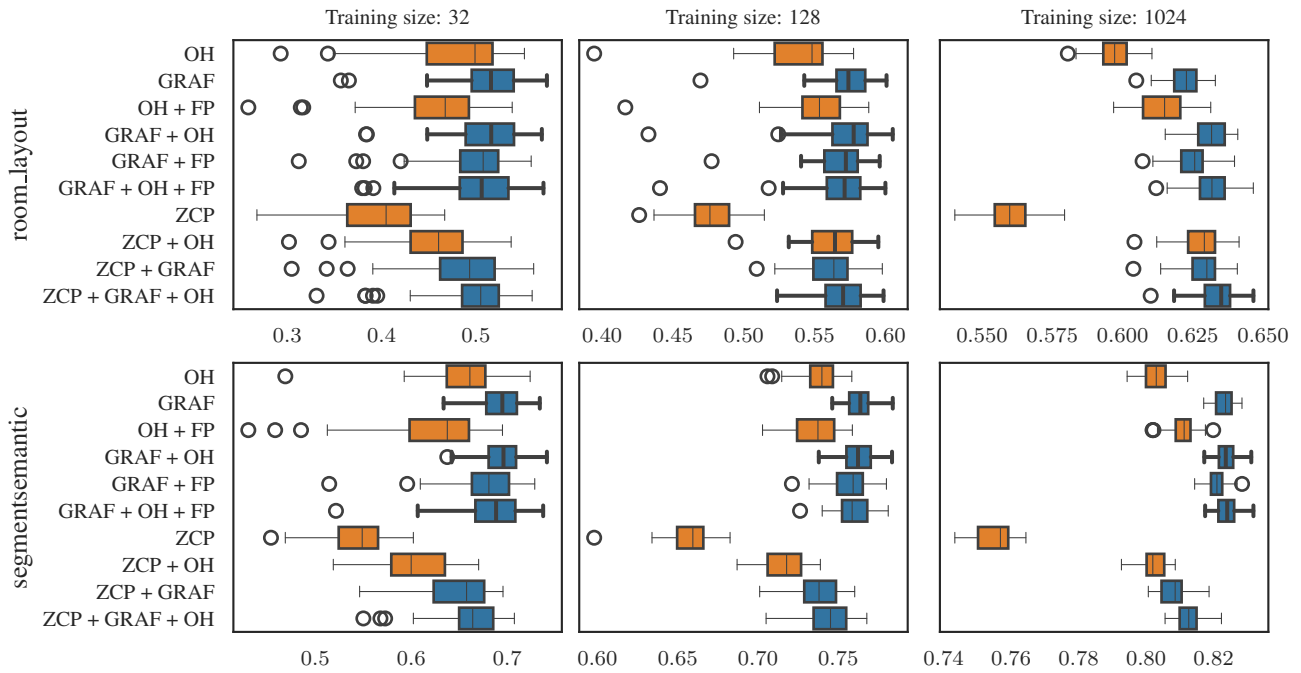 Training size: 32
Training size: 128
Training size: 1024
room_layout
OH
GRAF
OH + FP
GRAF + OH
GRAF + FP
GRAF + OH + FP
ZCP
ZCP + OH
ZCP + GRAF
ZCP + GRAF + OH
0.3 0.4 0.5
0.40 0.45 0.50 0.55 0.60
0.550 0.575 0.600 0.625 0.650
segmentsemantic
OH
GRAF
OH + FP
GRAF + OH
GRAF + FP
GRAF + OH + FP
ZCP
ZCP + OH
ZCP + GRAF
ZCP + GRAF + OH
0.5 0.6 0.7
0.60 0.65 0.70 0.75
0.74 0.76 0.78 0.80 0.82